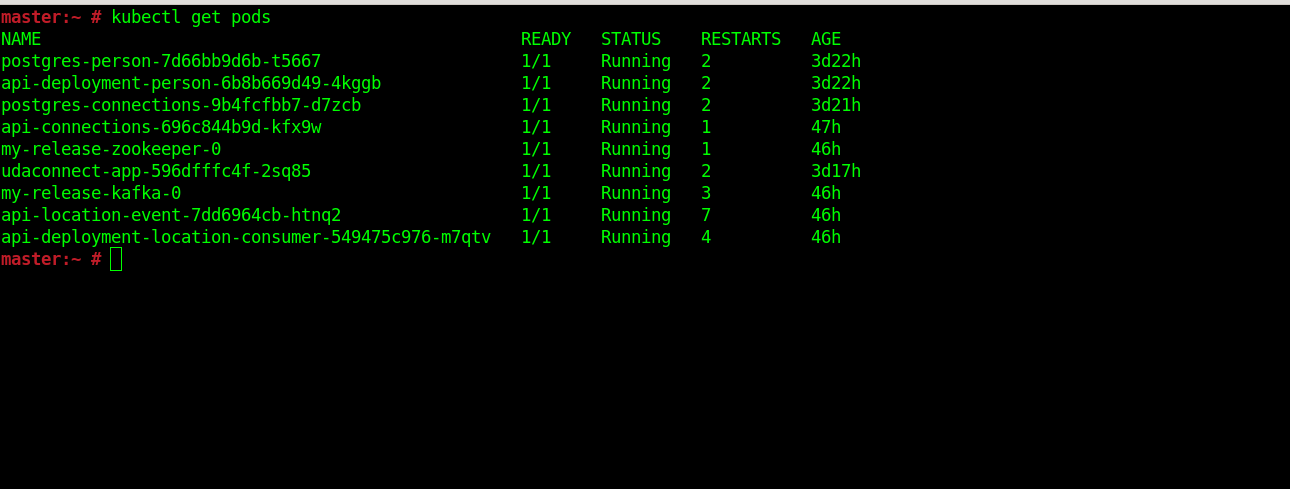 master:~ # kubectl get pods
NAME                                                READY   STATUS    RESTARTS   AGE
postgres-person-7d66bb9d6b-t5667                    1/1     Running   2          3d22h
api-deployment-person-6b8b669d49-4kggb              1/1     Running   2          3d22h
postgres-connections-9b4fcfbb7-d7zcb                1/1     Running   2          3d21h
api-connections-696c844b9d-kfx9w                    1/1     Running   1          47h
my-release-zookeeper-0                              1/1     Running   1          46h
udaconnect-app-596dfffc4f-2sq85                     1/1     Running   2          3d17h
my-release-kafka-0                                  1/1     Running   3          46h
api-location-event-7dd6964cb-htnq2                  1/1     Running   7          46h
api-deployment-location-consumer-549475c976-m7qtv   1/1     Running   4          46h
master:~ #